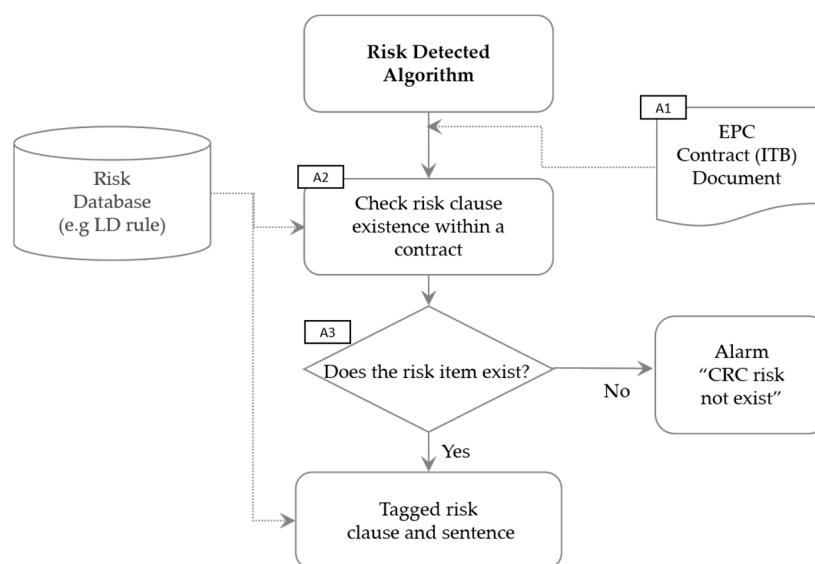 Risk Detected
Algorithm
A1
EPC
Contract (ITB)
Document
Risk
Database
(e.g LD rule)
A2
Check risk clause
existence within a
contract
A3
Does the risk item exist?
No
Alarm
“CRC risk
not exist”
Yes
Tagged risk
clause and sentence